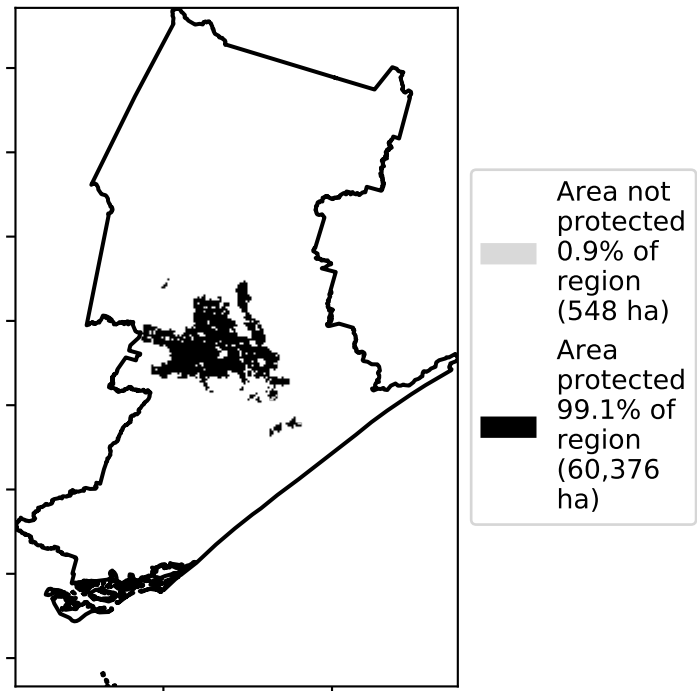 Area not
protected
0.9% of
region
(548 ha)
Area
protected
99.1% of
region
(60,376
ha)